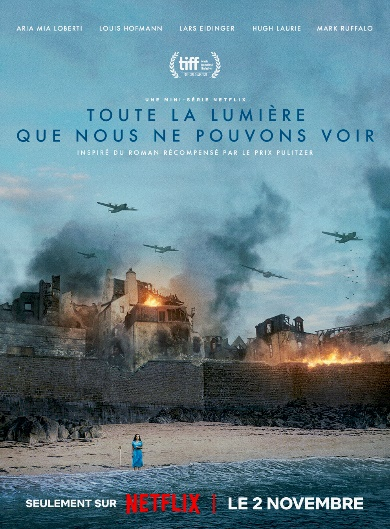 ARIA MIA LOBERTI LOUIS HOFMANN LARS EIDINGER HUGH LAURIE MARK RUFFALO
tiff
UNE MINI-SÉRIE NETFLIX
TOUTE LA LUMIÈRE
QUE NOUS NE POUVONS VOIR
INSPIRÉ DU ROMAN RÉCOMPENSÉ PAR LE PRIX PULITZER
SEULEMENT SUR NETFLIX | LE 2 NOVEMBRE